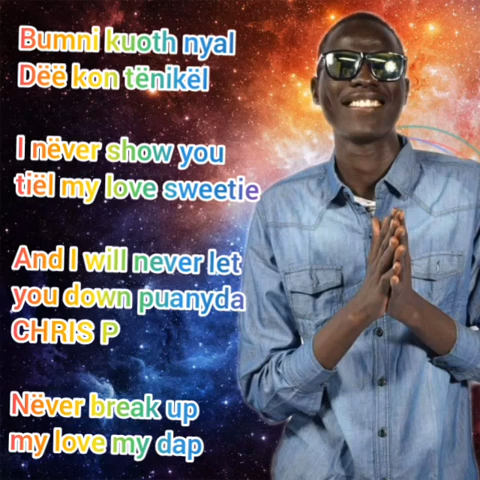 Bumni kuoth nyal
Dëë kon tënikël
I nëver show you
tiël my love sweetie
And I will never let
you down puanyda
CHRIS P
Nëver break up
my love my dap